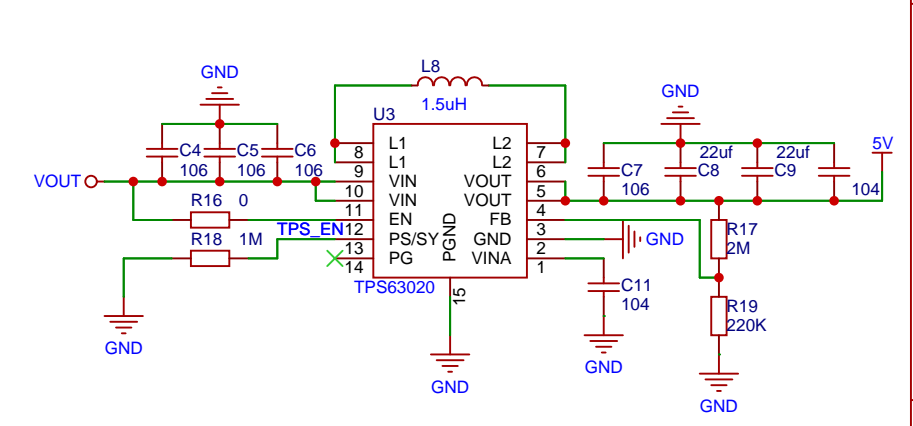 L8
1.5uH
GND
GND
U3
5V
C4
106
C5
106
C6
106
L1
8
L1
9
VIN
10
VIN
11
EN
12
PS/SY
13
PG
14
PGND
15
L2
7
L2
6
VOUT
5
VOUT
4
FB
3
GND
2
VINA
1
C7
106
22uf
C8
22uf
C9
104
VOUT
R16 0
TPS_EN
R18 1M
GND
R17
2M
TPS63020
C11
104
R19
220K
GND
GND
GND
GND